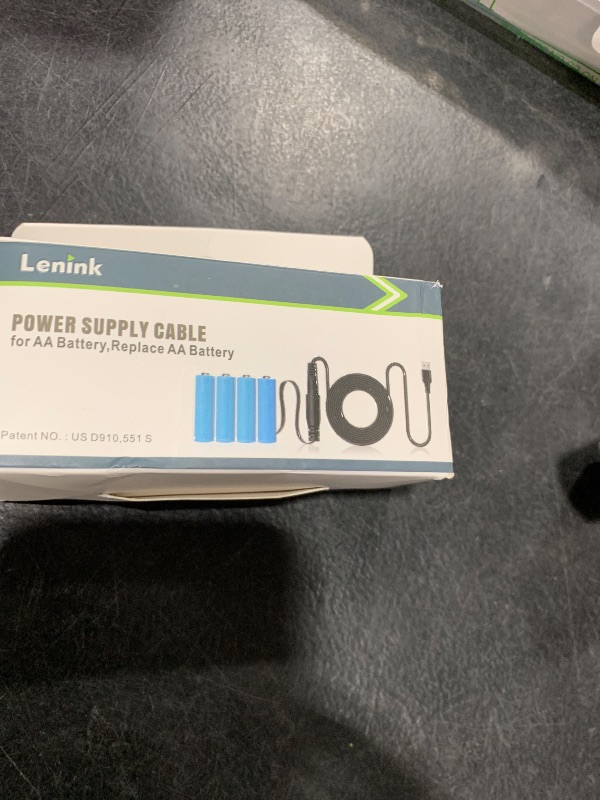 Lenink
POWER SUPPLY CABLE
for AA Battery,Replace AA Battery
Patent NO. : US D910,551 S